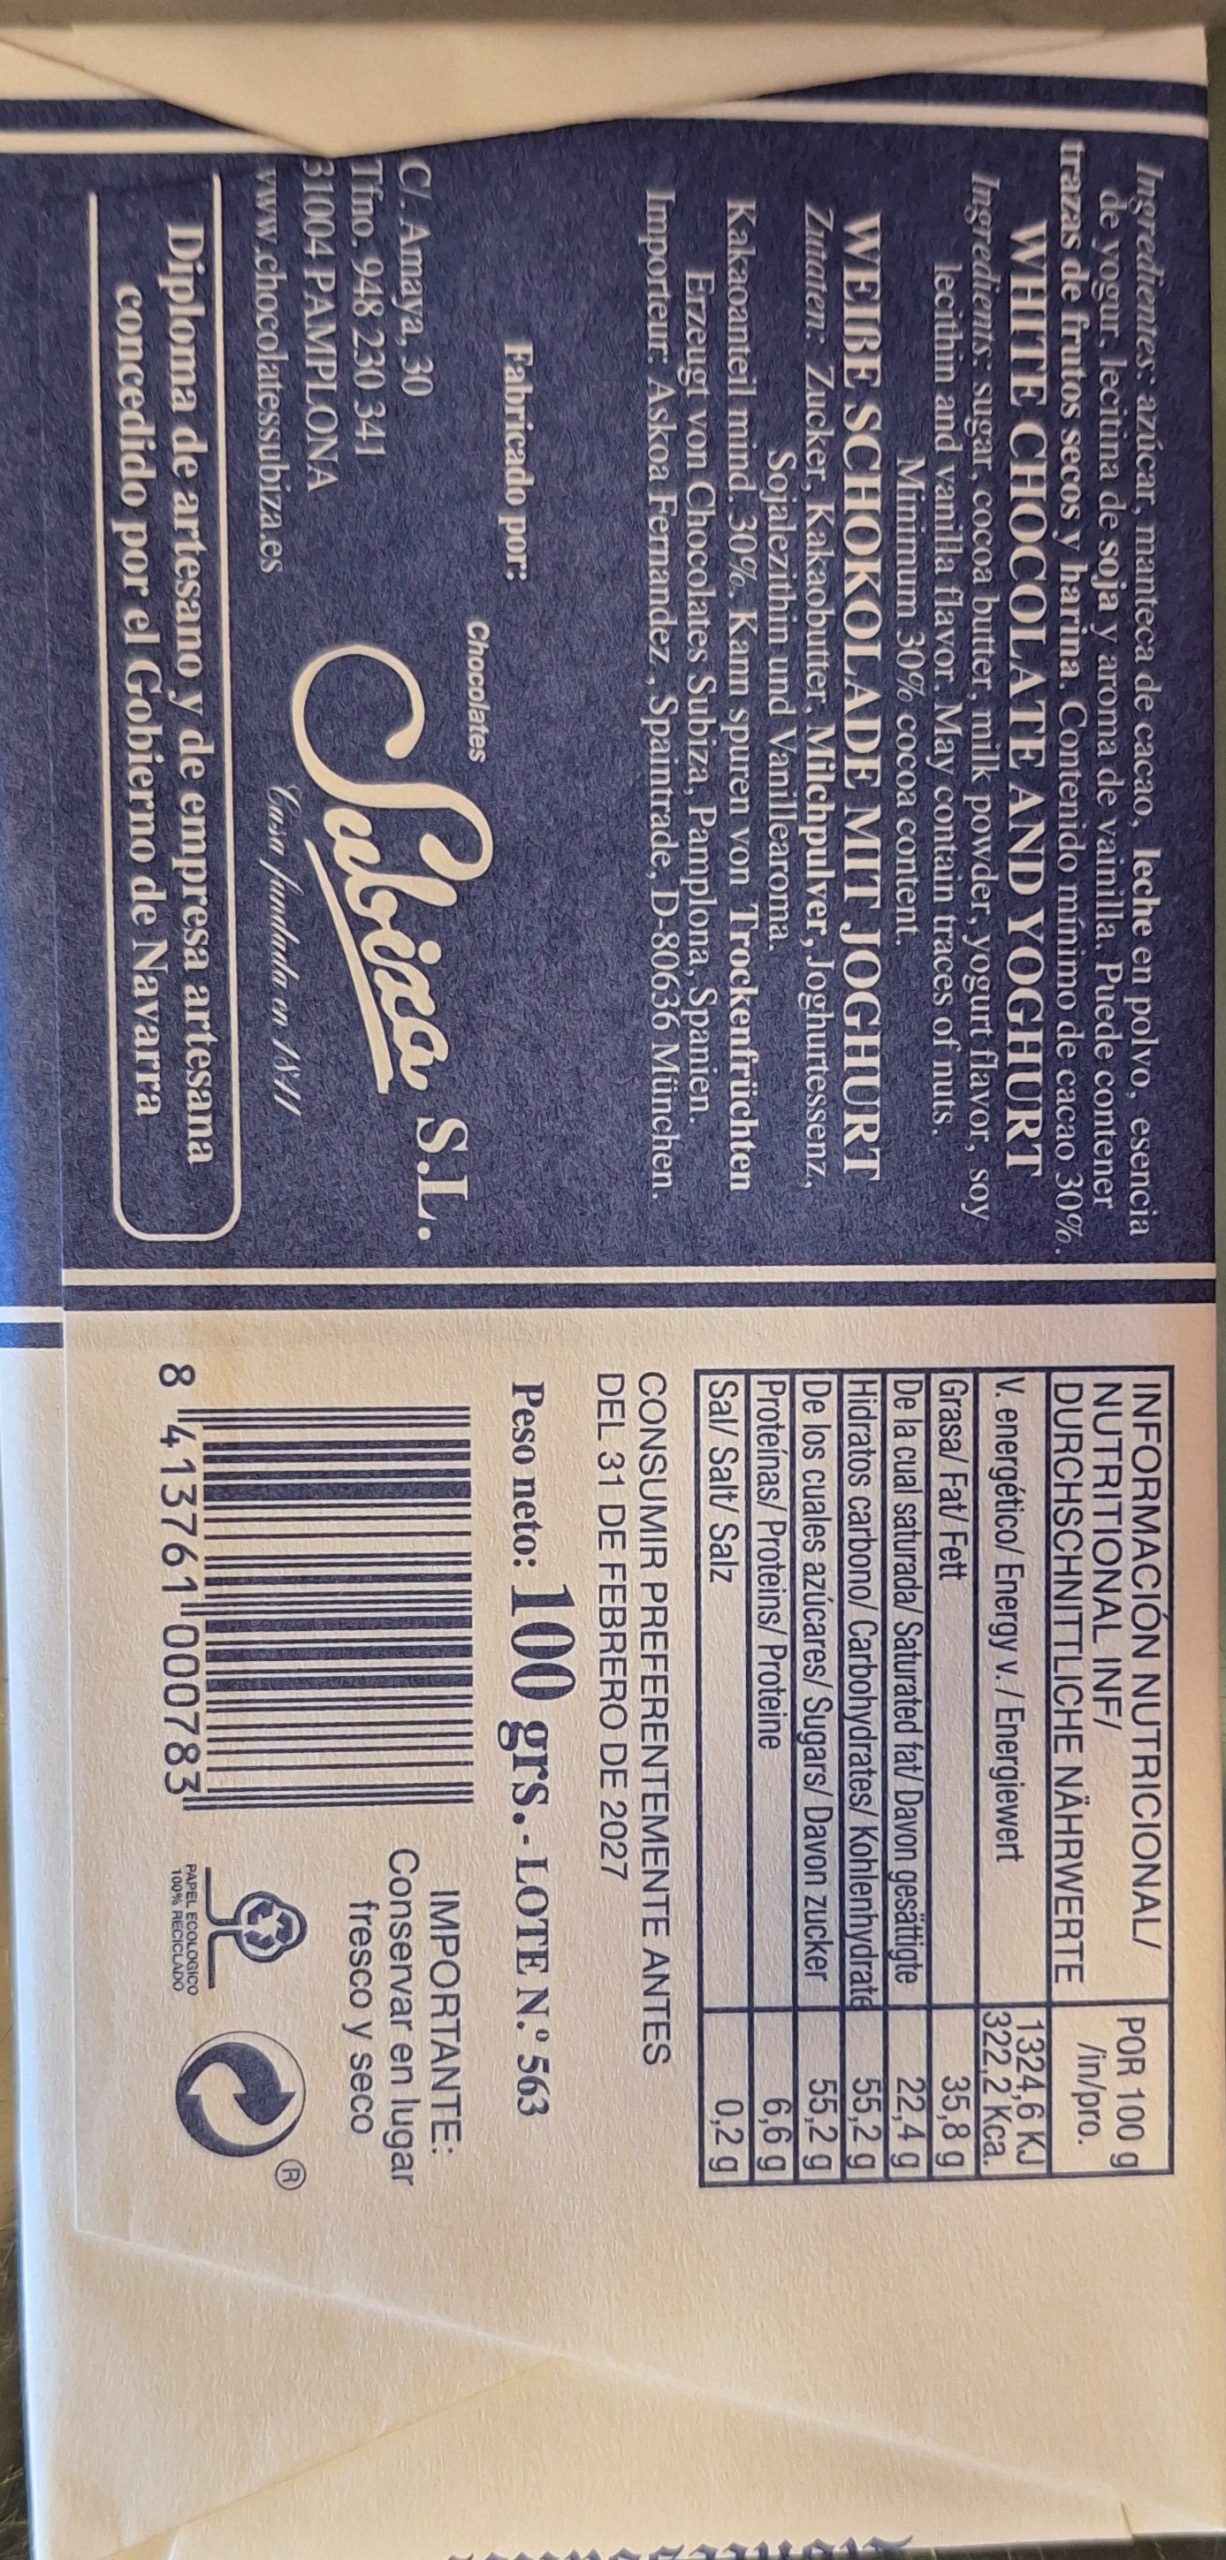 Ingredientes: azúcar, manteca de cacao, leche en polvo, esencia
de yogur, lecitina de soja y aroma de vainilla. Puede contener
trazas de frutos secos y harina. Contenido mínimo de cacao 30%.
WHITE CHOCOLATE AND YOGHURT
Ingredients: sugar, cocoa butter, milk powder, yogurt flavor, soy
lecithin and vanilla flavor. May contain traces of nuts.
Minimum 30% cocoa content.
WEIßE SCHOKOLADE MIT JOGHURT
Zutaten: Zucker, Kakaobutter, Milchpulver, Joghurtessenz,
Sojalezithin und Vanillearoma.
Kakaoanteil mind. 30%. Kann spuren von Trockenfrüchten
Erzeugt von Chocolates Subiza, Pamplona, Spanien.
Importeur: Askoa Fernandez, Spaintrade, D-80636 München.
Fabricado por:
Chocolates
Subiza, S.L.
Casa fundada en 1841
C/. Amaya, 30
Tfno. 948 230 341
31004 PAMPLONA
www.chocolatessubiza.es
Diploma de artesano y de empresa artesana
concedido por el Gobierno de Navarra
INFORMACIÓN NUTRICIONAL/
NUTRITIONAL INF/
DURCHSCHNITTLICHE NÄHRWERTE
POR 100 g
/in/pro.
V. energético/ Energy v. / Energiewert 1324,6 KJ
322,2 Kca.
Grasa/ Fat/ Fett 35,8 g
De la cual saturada/ Saturated fat/ Davon gesättigte 22,4 g
Hidratos carbono/ Carbohydrates/ Kohlenhydrate 55,2 g
De los cuales azúcares/ Sugars/ Davon zucker 55,2 g
Proteínas/ Proteins/ Proteine 6,6 g
Sal/ Salt/ Salz 0,2 g
CONSUMIR PREFERENTEMENTE ANTES
DEL 31 DE FEBRERO DE 2027
Peso neto: 100 grs.- LOTE N.º 563
8 413761 000783
IMPORTANTE:
Conservar en lugar
fresco y seco
PAPEL ECOLOGICO
100% RECICLADO
®